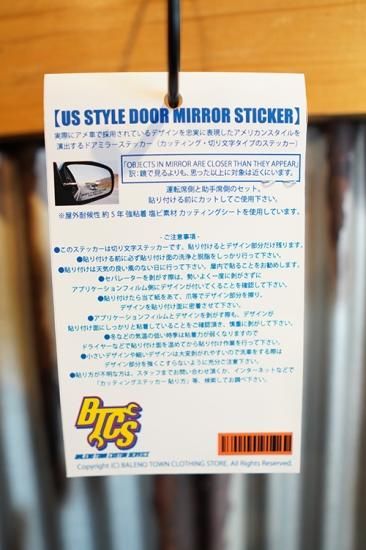 【US STYLE DOOR MIRROR STICKER】
実際にアメ車で採用されているデザインを忠実に表現したアメリカンスタイルを
演出するドアミラーステッカー（カッティング・切り文字タイプのステッカー）
「OBJECTS IN MIRROR ARE CLOSER THAN THEY APPEAR」
訳：鏡で見るよりも、思った以上に対象は近くにいます。
運転席側と助手席側のセット。
貼り付ける前にカットしてご使用下さい。
※屋外耐候性 約5年 強粘着 塩ビ素材 カッティングシートを使用しています。
- ご注意事項 -
●このステッカーは切り文字ステッカーです。貼り付けるとデザイン部分だけ残ります。
●貼り付ける前に必ず貼り付け面の洗浄と脱脂をしっかり行って下さい。
●貼り付けは天気の良い風のない日に行って下さい。屋内で貼ることをお勧めします。
●セパレーターを剥がす際は、勢いよく一度に剥がさずに
アプリケーションフィルム側にデザインが付いてくることを確認して下さい。
●貼り付けたら当て紙をあて、爪等でデザイン部分を擦り、
デザインを貼り付け面に密着させて下さい。
●アプリケーションフィルムとデザインを剥がす際も、デザインが
貼り付け面にしっかりと粘着していることをご確認頂き、慎重に剥がして下さい。
●冬などの気温の低い時季は粘着力が弱くなりますので
ドライヤーなどで貼り付け面を温めてから貼り付け作業を行って下さい。
●小さいデザインや細いデザインは大変剥がれやすいので洗車をする際は
デザイン部分を強くこすらないように充分ご注意下さい。
●貼り方が不明な方は、スタッフまでお問い合わせ頂くか、インターネットなどで
「カッティングステッカー 貼り方」等、検索してお調べ下さい。
BTCS
BALENO TOWN CUSTOM SERVICE
Copyright (C) BALENO TOWN CLOTHING STORE. All Rights Reserved.